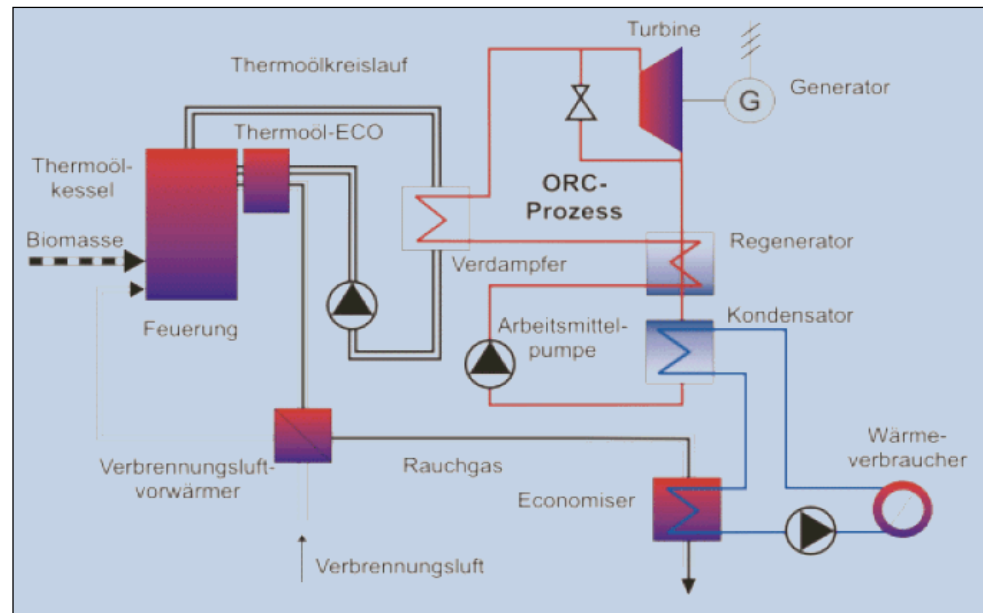 Turbine
Thermoölkreislauf
G
Generator
Thermoöl-ECO
Thermoöl-
kessel
ORC-
Prozess
Biomasse
Verdampfer
Regenerator
Feuerung
Arbeitsmittel-
pumpe
Kondensator
Verbrennungsluft-
vorwärmer
Rauchgas
Economiser
Wärme-
verbraucher
Verbrennungsluft